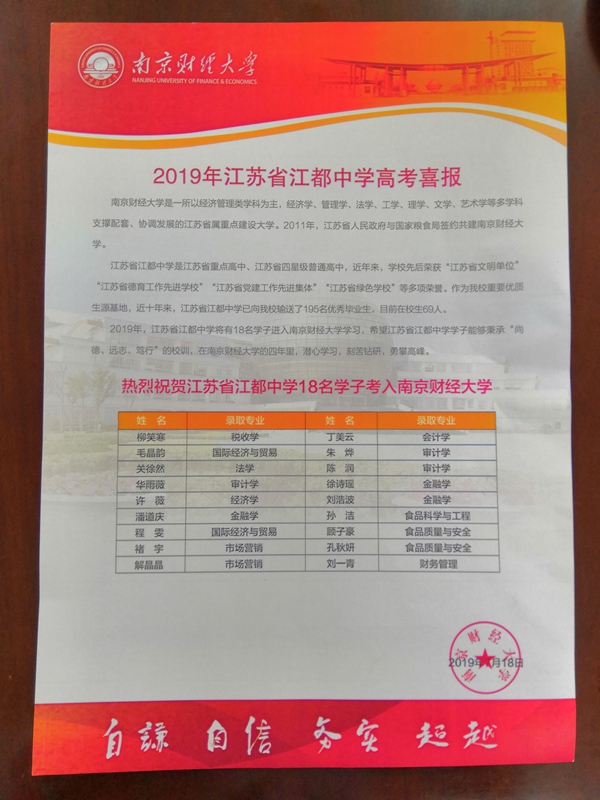 南京财经大学
NANJING UNIVERSITY OF FINANCE & ECONOMICS
2019年江苏省江都中学高考喜报
南京财经大学是一所以经济管理类学科为主，经济学、管理学、法学、工学、理学、文学、艺术学等多学科
支撑配套、协调发展的江苏省属重点建设大学。2011年，江苏省人民政府与国家粮食局签约共建南京财经大
学。
江苏省江都中学是江苏省重点高中、江苏省四星级普通高中，近年来，学校先后荣获“江苏省文明单位”
“江苏省德育工作先进学校”“江苏省党建工作先进集体”“江苏省绿色学校”等多项荣誉。作为我校重要优质
生源基地，近十年来，江苏省江都中学已向我校输送了195名优秀毕业生，目前在校生69人。
2019年，江苏省江都中学将有18名学子进入南京财经大学学习，希望江苏省江都中学学子能够秉承“尚
德、远志、笃行”的校训，在南京财经大学的四年里，潜心学习，刻苦钻研，勇攀高峰。
热烈祝贺江苏省江都中学18名学子考入南京财经大学
姓 名 录取专业 姓 名 录取专业
柳笑寒 税收学 丁美云 会计学
毛晶韵 国际经济与贸易 朱 烨 审计学
关徐然 法学 陈 润 审计学
华雨薇 审计学 徐诗瑶 金融学
许 薇 经济学 刘浩波 金融学
潘道庆 金融学 孙 洁 食品科学与工程
程 雯 国际经济与贸易 顾子豪 食品质量与安全
褚 宇 市场营销 孔秋妍 食品质量与安全
解晶晶 市场营销 刘一青 财务管理
南京财经大学
2019年 月18日
自谦 自信 务实 超越